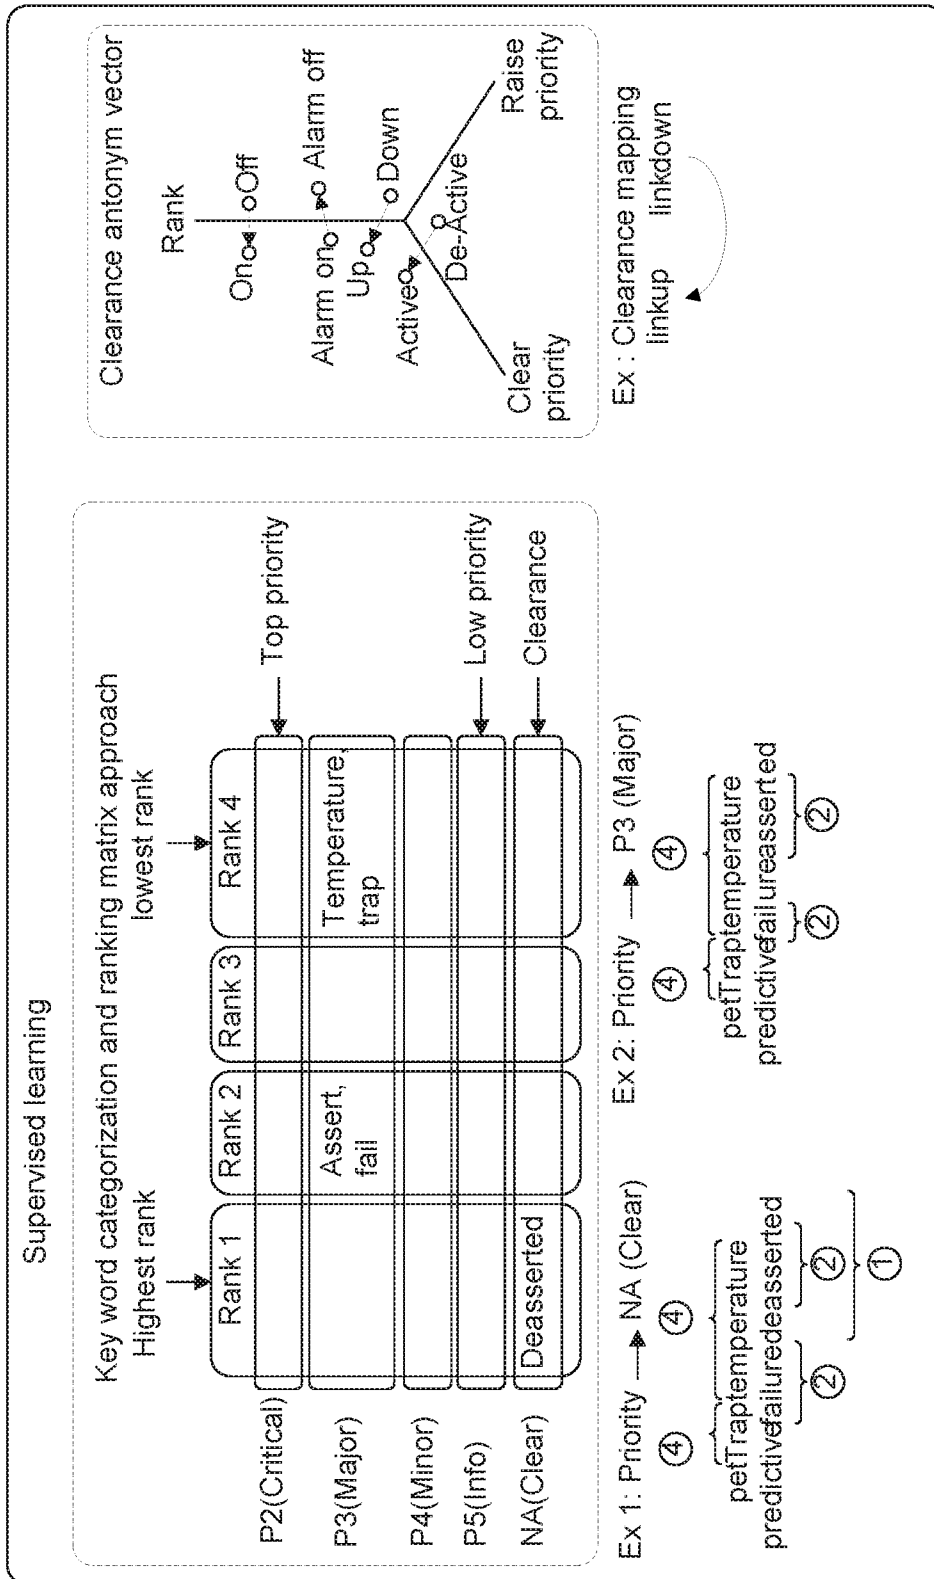 Supervised learning
Key word categorization and ranking matrix approach
Highest rank
lowest rank
Rank 1
Rank 2
Rank 3
Rank 4
P2(Critical)
Top priority
P3(Major)
Assert,
fail
Temperature,
trap
P4(Minor)
P5(Info)
Low priority
NA(Clear)
Deasserted
Clearance
Ex 1: Priority
NA (Clear)
4
4
petTraptemperature
predictivefailuredeasserted
2
2
1
Ex 2: Priority
P3 (Major)
4
4
petTraptemperature
predictivefailureasserted
2
2
Clearance antonym vector
Rank
On
Off
Alarm on
Alarm off
Up
Down
Active
De-Active
Clear
priority
Raise
priority
Ex : Clearance mapping
linkup
linkdown